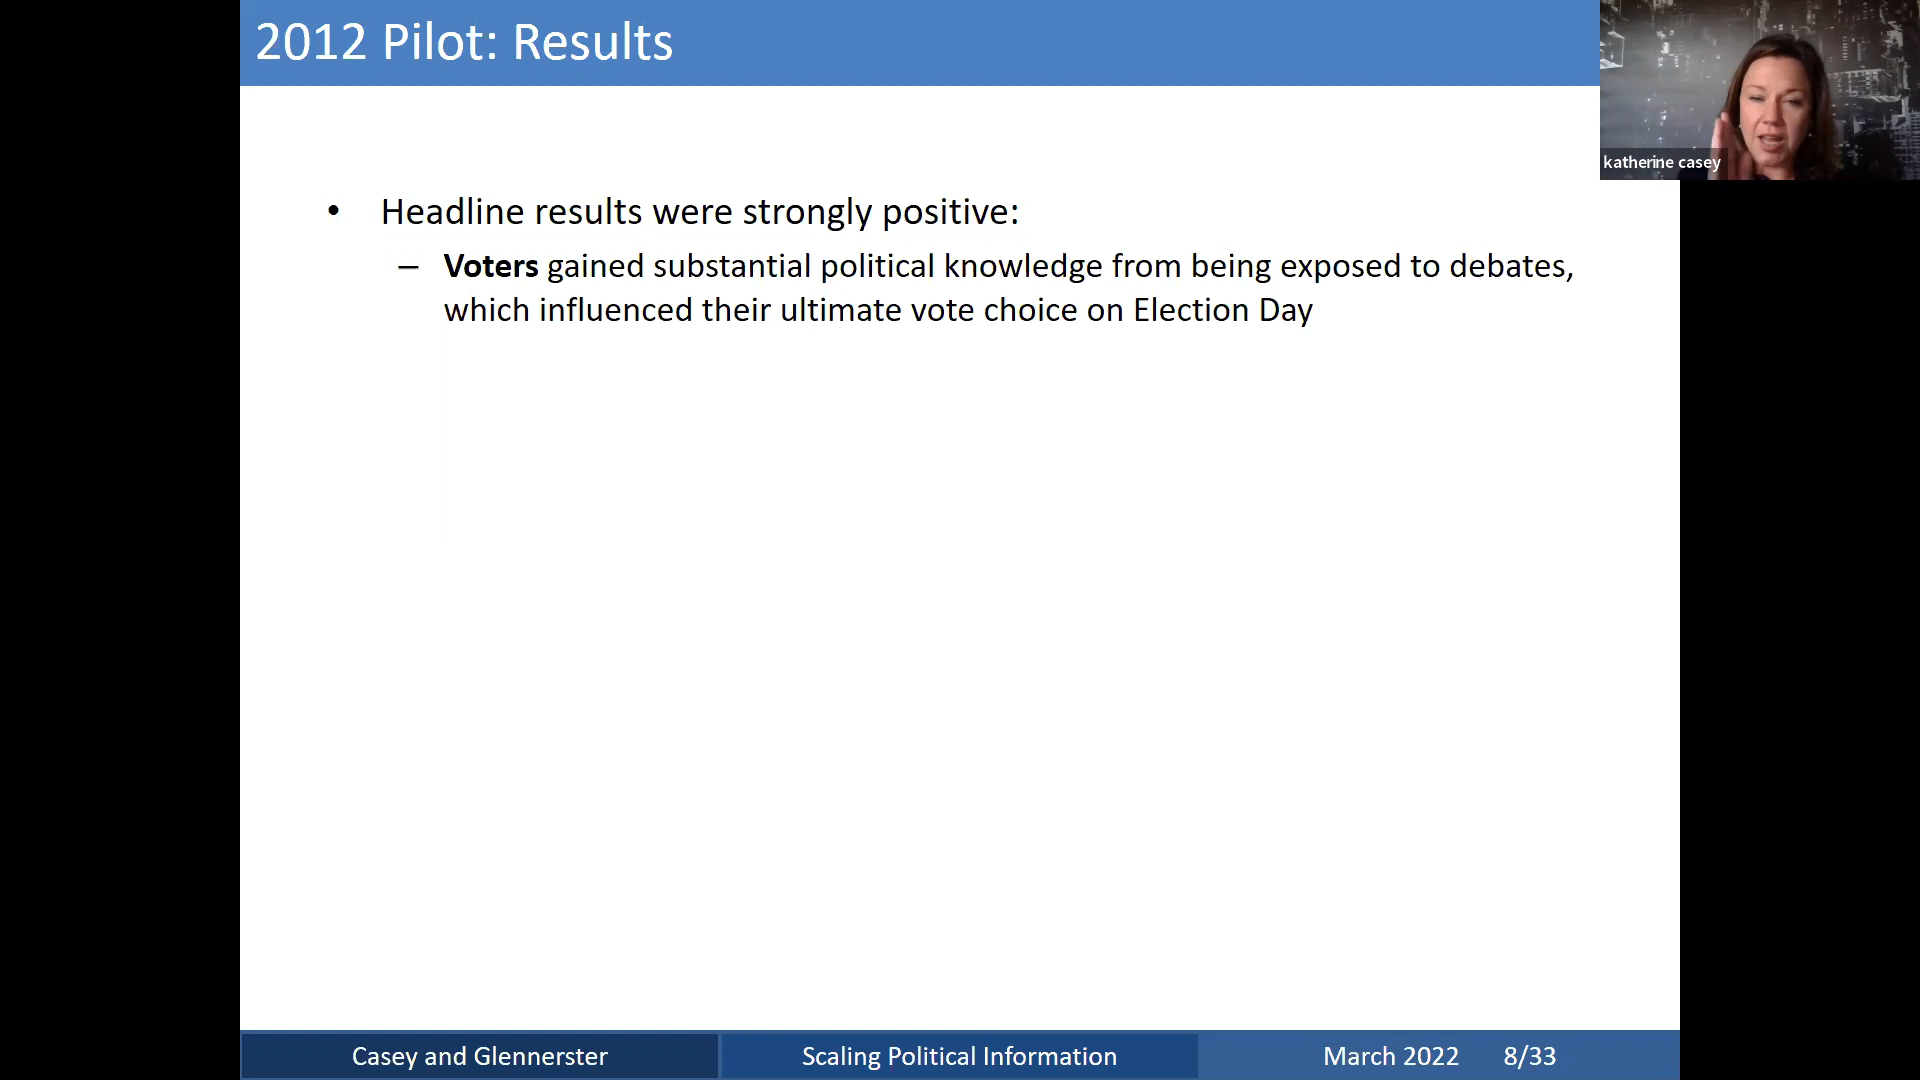 2012 Pilot: Results
katherine casey
• Headline results were strongly positive:
– Voters gained substantial political knowledge from being exposed to debates,
which influenced their ultimate vote choice on Election Day
Casey and Glennerster
Scaling Political Information
March 2022 8/33